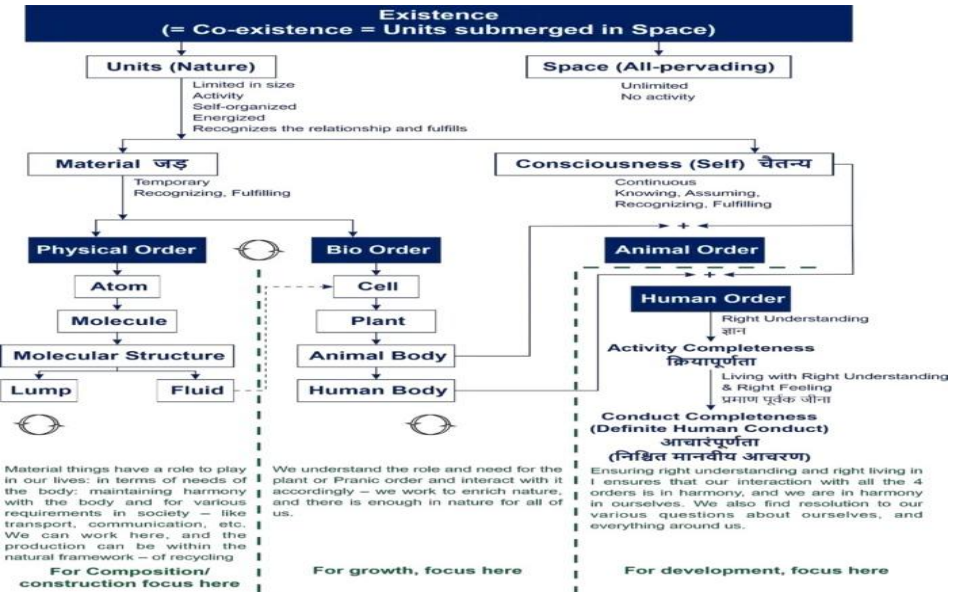 Existence
(= Co-existence = Units submerged in Space)
Units (Nature)
Space (All-pervading)
Limited in size
Activity
Self-organized
Energized
Recognizes the relationship and fulfills
Unlimited
No activity
Material जड़
Consciousness (Self) चैतन्य
Temporary
Recognizing, Fulfilling
Continuous
Knowing, Assuming,
Recognizing, Fulfilling
+
Physical Order
Bio Order
Animal Order
+
Atom
Cell
Human Order
Molecule
Plant
Right Understanding
ज्ञान
Molecular Structure
Animal Body
Activity Completeness
क्रियापूर्णता
Lump
Fluid
Human Body
Living with Right Understanding
& Right Feeling
प्रमाण पूर्वक जीना
Conduct Completeness
(Definite Human Conduct)
आचारंपूर्णता
(निश्चित मानवीय आचरण)
Material things have a role to play
in our lives: in terms of needs of
the body: maintaining harmony
with the body and for various
requirements in society – like
transport, communication, etc.
We can work here, and the
production can be within the
natural framework – of recycling
For Composition/
construction focus here
We understand the role and need for the
plant or Pranic order and interact with it
accordingly – we work to enrich nature,
and there is enough in nature for all of
us.
For growth, focus here
Ensuring right understanding and right living in
I ensures that our interaction with all the 4
orders is in harmony, and we are in harmony
in ourselves. We also find resolution to our
various questions about ourselves, and
everything around us.
For development, focus here